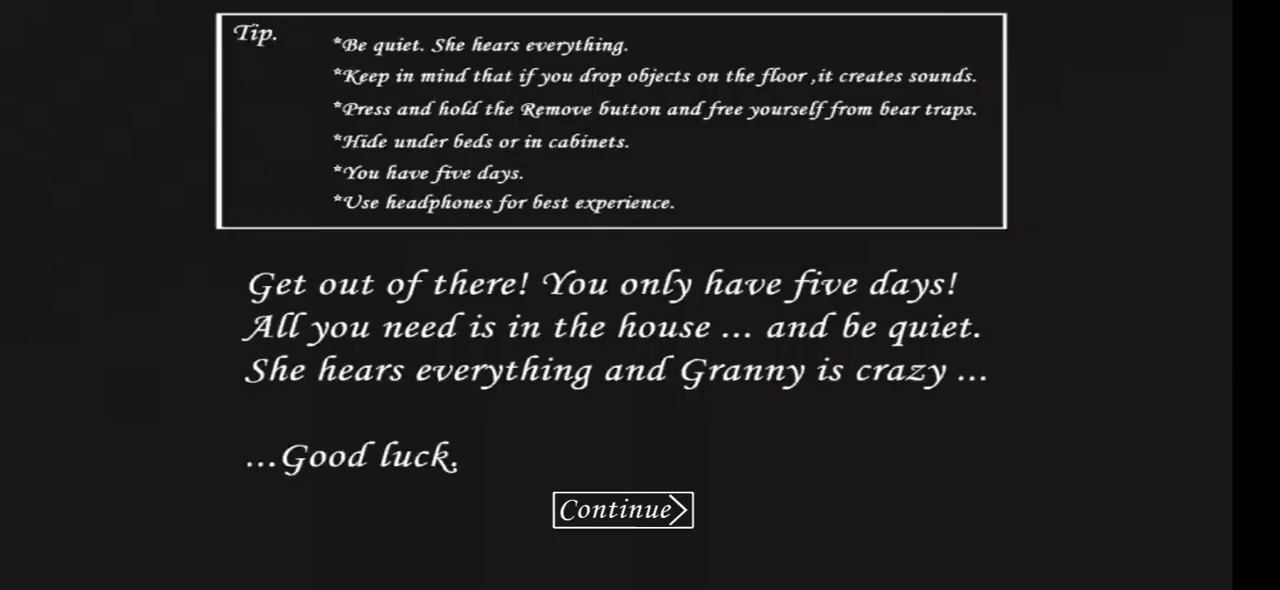 Tip.
*Be quiet. She hears everything.
*Keep in mind that if you drop objects on the floor ,it creates sounds.
*Press and hold the Remove button and free yourself from bear traps.
*Hide under beds or in cabinets.
*You have five days.
*Use headphones for best experience.
Get out of there! You only have five days!
All you need is in the house ... and be quiet.
She hears everything and Granny is crazy ...
...Good luck.
Continue>